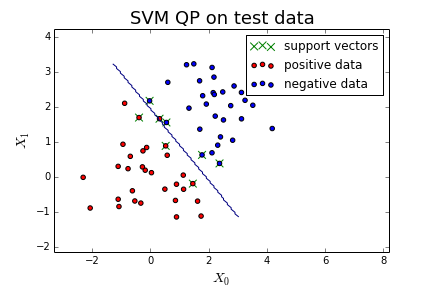 SVM QP on test data
support vectors
positive data
negative data
4
3
2
1
0
−1
−2
X₁
−2
0
2
4
6
8
X₀